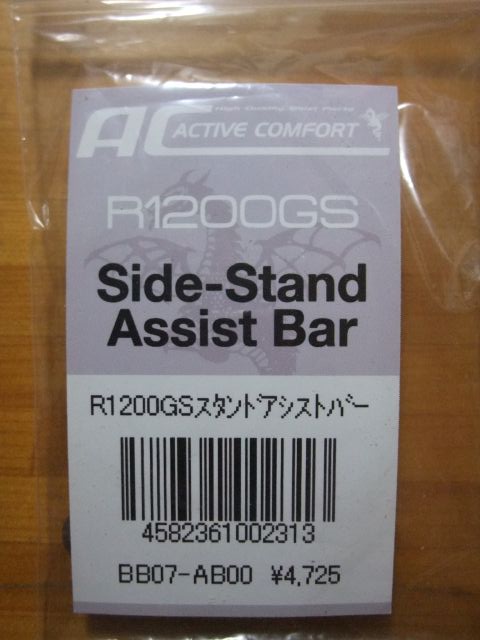 High Quality Moist Parts
AC ACTIVE COMFORT
R1200GS
Side-Stand
Assist Bar
R1200GSスタンドアシストバー
4582361002313
BB07-AB00 ¥4,725